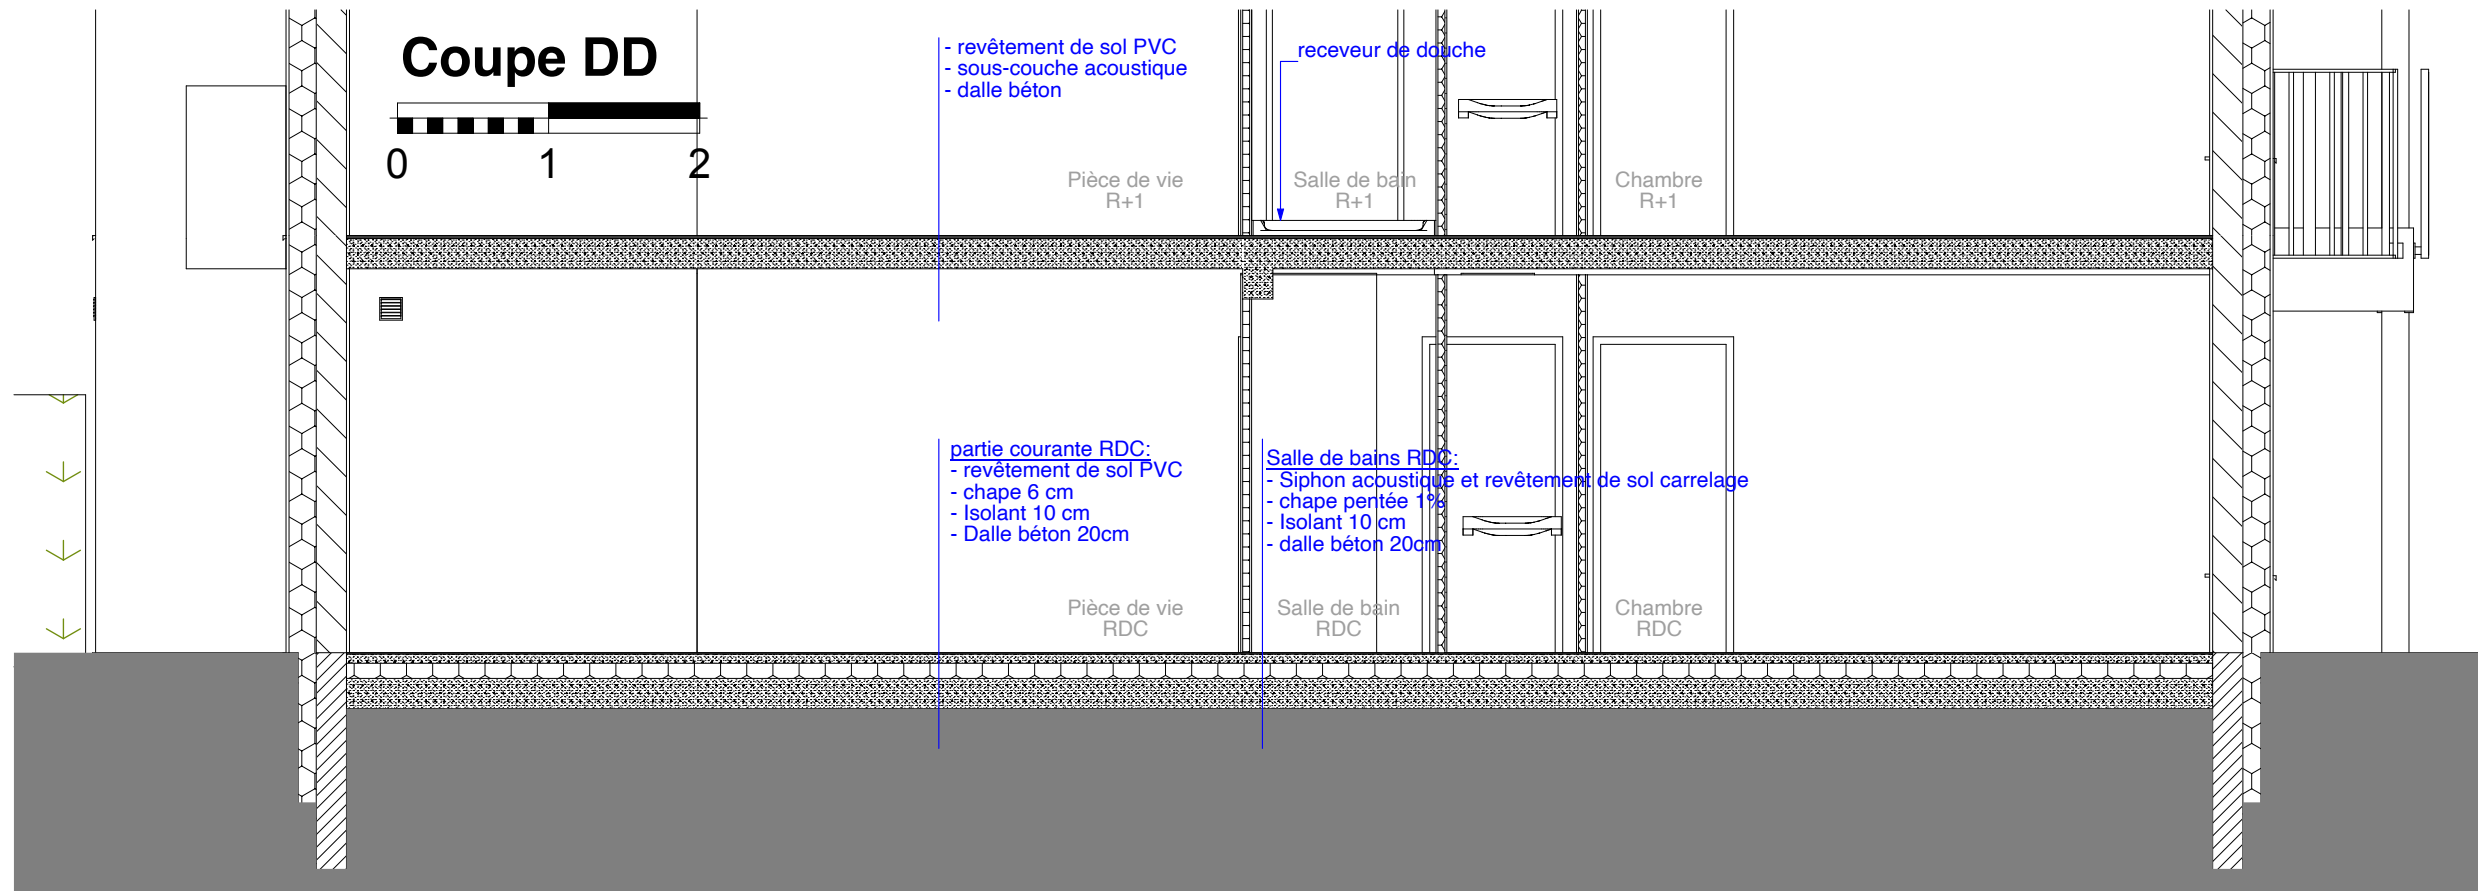 Coupe DD
0 1 2
- revêtement de sol PVC
- sous-couche acoustique
- dalle béton
receveur de douche
Pièce de vie
R+1
Salle de bain
R+1
Chambre
R+1
partie courante RDC:
- revêtement de sol PVC
- chape 6 cm
- Isolant 10 cm
- Dalle béton 20cm
Salle de bains RDC:
- Siphon acoustique et revêtement de sol carrelage
- chape pentée 1%
- Isolant 10 cm
- dalle béton 20cm
Pièce de vie
RDC
Salle de bain
RDC
Chambre
RDC